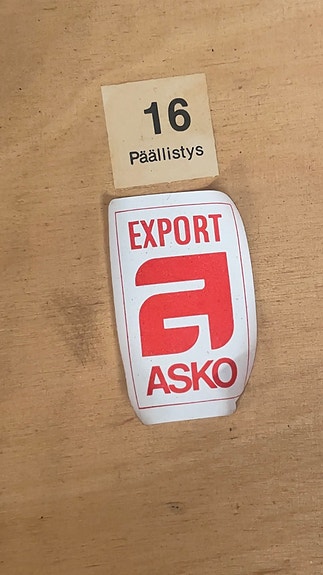 16
Päällistys
EXPORT
a
ASKO